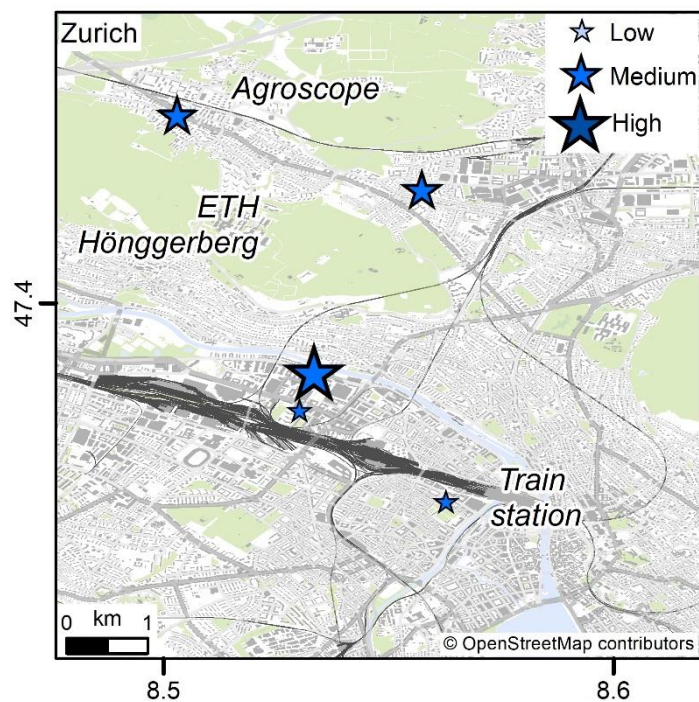 Zurich
Low
Medium
High
Agroscope
ETH
Hönggerberg
47.4
Train
station
km
0 1
© OpenStreetMap contributors
8.5
8.6